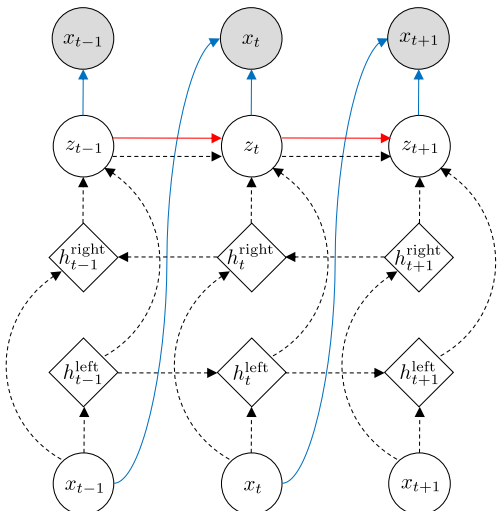 x_{t−1} x_t x_{t+1}
z_{t−1} z_t z_{t+1}
h_{t−1}^{right} h_t^{right} h_{t+1}^{right}
h_{t−1}^{left} h_t^{left} h_{t+1}^{left}
x_{t−1} x_t x_{t+1}